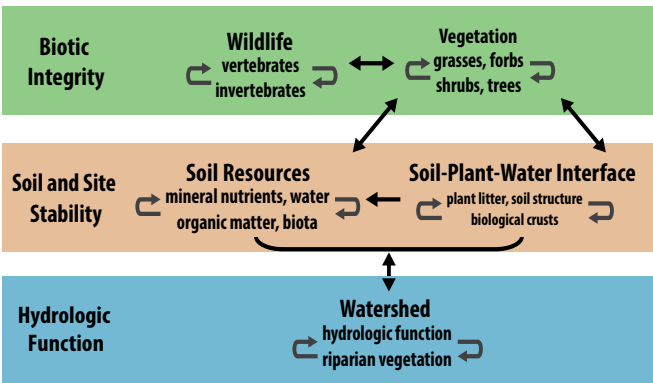 Biotic
Integrity
Wildlife
vertebrates
invertebrates
Vegetation
grasses, forbs
shrubs, trees
Soil and Site
Stability
Soil Resources
mineral nutrients, water
organic matter, biota
Soil-Plant-Water Interface
plant litter, soil structure
biological crusts
Hydrologic
Function
Watershed
hydrologic function
riparian vegetation